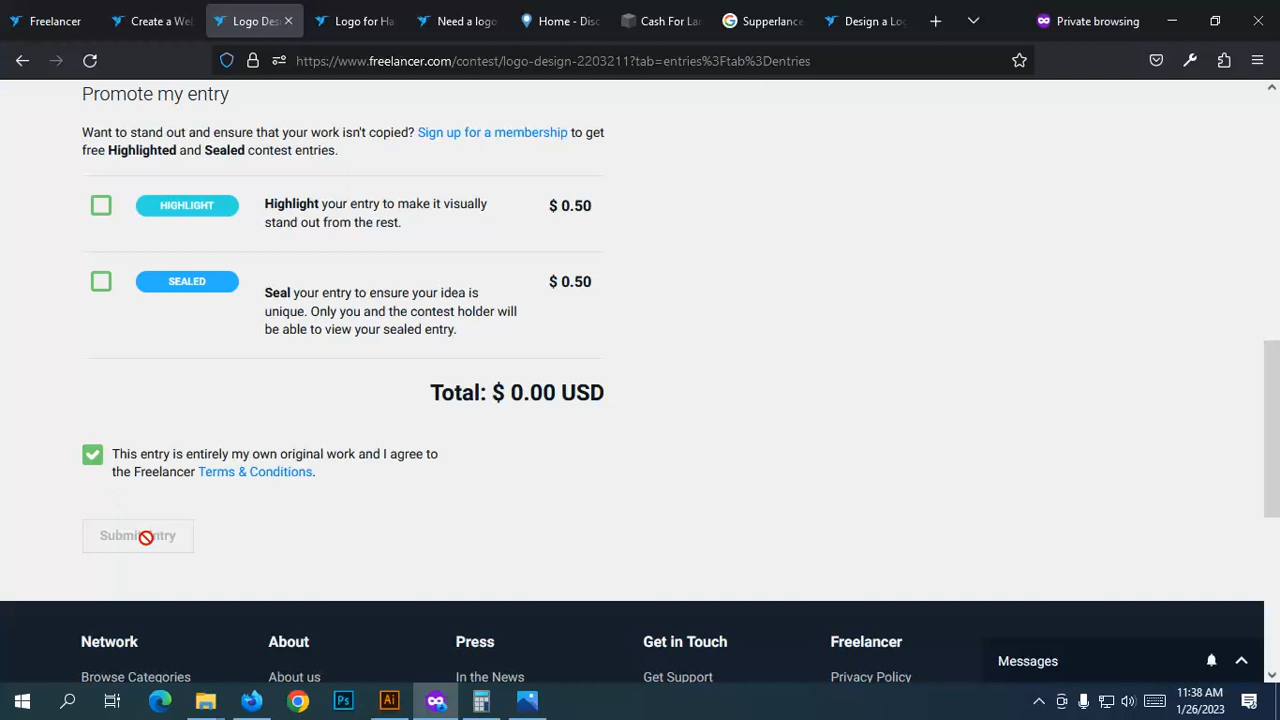 Freelancer
Create a Wel
Logo Des
Logo for Ha
Need a logo
Home - Disc
Cash For Lar
Supperlance
Design a Lo
Private browsing
https://www.freelancer.com/contest/logo-design-2203211?tab=entries%3Ftab%3Dentries
Promote my entry
Want to stand out and ensure that your work isn't copied? Sign up for a membership to get
free Highlighted and Sealed contest entries.
HIGHLIGHT
Highlight your entry to make it visually
stand out from the rest.
$ 0.50
SEALED
Seal your entry to ensure your idea is
unique. Only you and the contest holder will
be able to view your sealed entry.
$ 0.50
Total: $ 0.00 USD
This entry is entirely my own original work and I agree to
the Freelancer Terms & Conditions.
Submit Entry
Network
About
Press
Get in Touch
Freelancer
Browse Categories
About us
In the News
Get Support
Privacy Policy
Messages
Ps
Ai
11:38 AM
1/26/2023